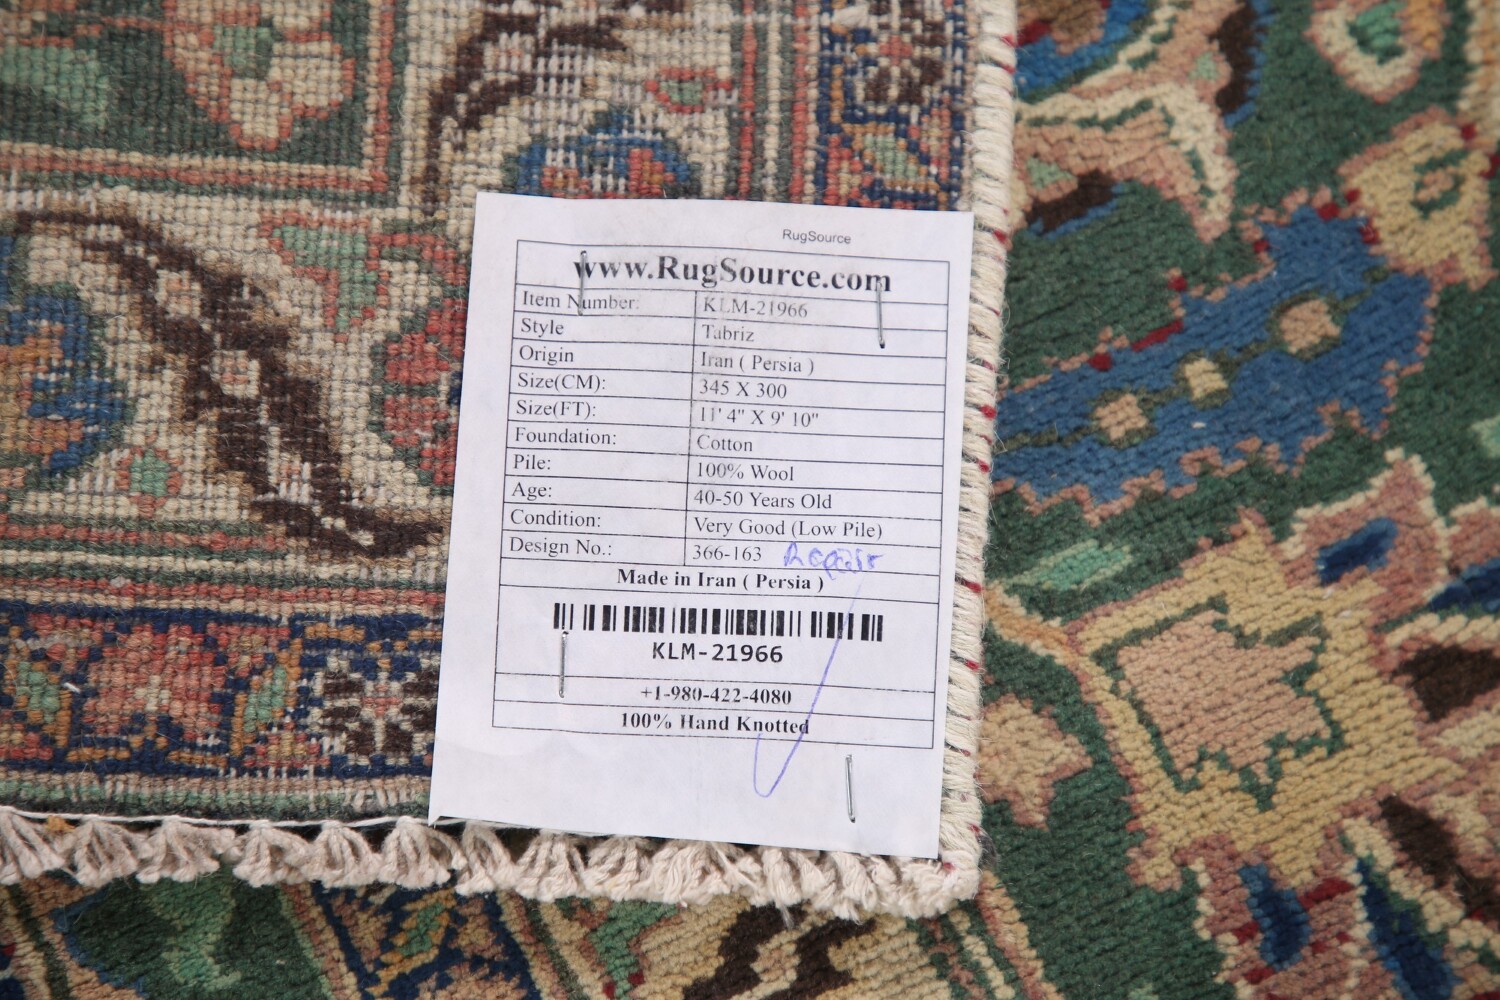 RugSource
www.RugSource.com
Item Number: KLM-21966
Style Tabriz
Origin Iran ( Persia )
Size(CM): 345 X 300
Size(FT): 11' 4" X 9' 10"
Foundation: Cotton
Pile: 100% Wool
Age: 40-50 Years Old
Condition: Very Good (Low Pile)
Design No.: 366-163 Repair
Made in Iran ( Persia )
KLM-21966
+1-980-422-4080
100% Hand Knotted